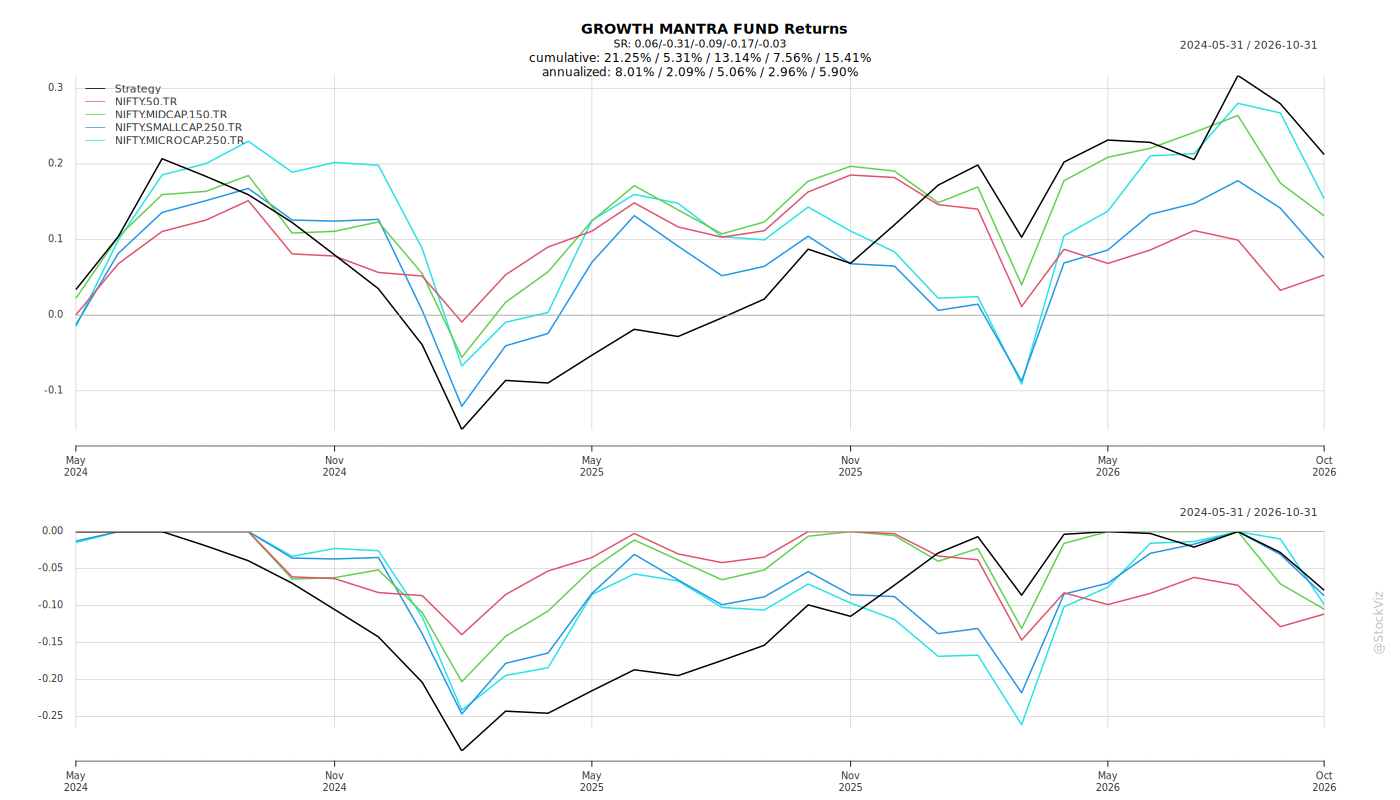 GROWTH MANTRA FUND Returns
SR: 0.06/-0.31/-0.09/-0.17/-0.03
2024-05-31 / 2026-10-31
cumulative: 21.25% / 5.31% / 13.14% / 7.56% / 15.41%
annualized: 8.01% / 2.09% / 5.06% / 2.96% / 5.90%
Strategy
NIFTY.50.TR
NIFTY.MIDCAP.150.TR
NIFTY.SMALLCAP.250.TR
NIFTY.MICROCAP.250.TR
0.3
0.2
0.1
0.0
-0.1
May
2024
Nov
2024
May
2025
Nov
2025
May
2026
Oct
2026
2024-05-31 / 2026-10-31
0.00
-0.05
-0.10
-0.15
-0.20
-0.25
May
2024
Nov
2024
May
2025
Nov
2025
May
2026
Oct
2026
@StockViz